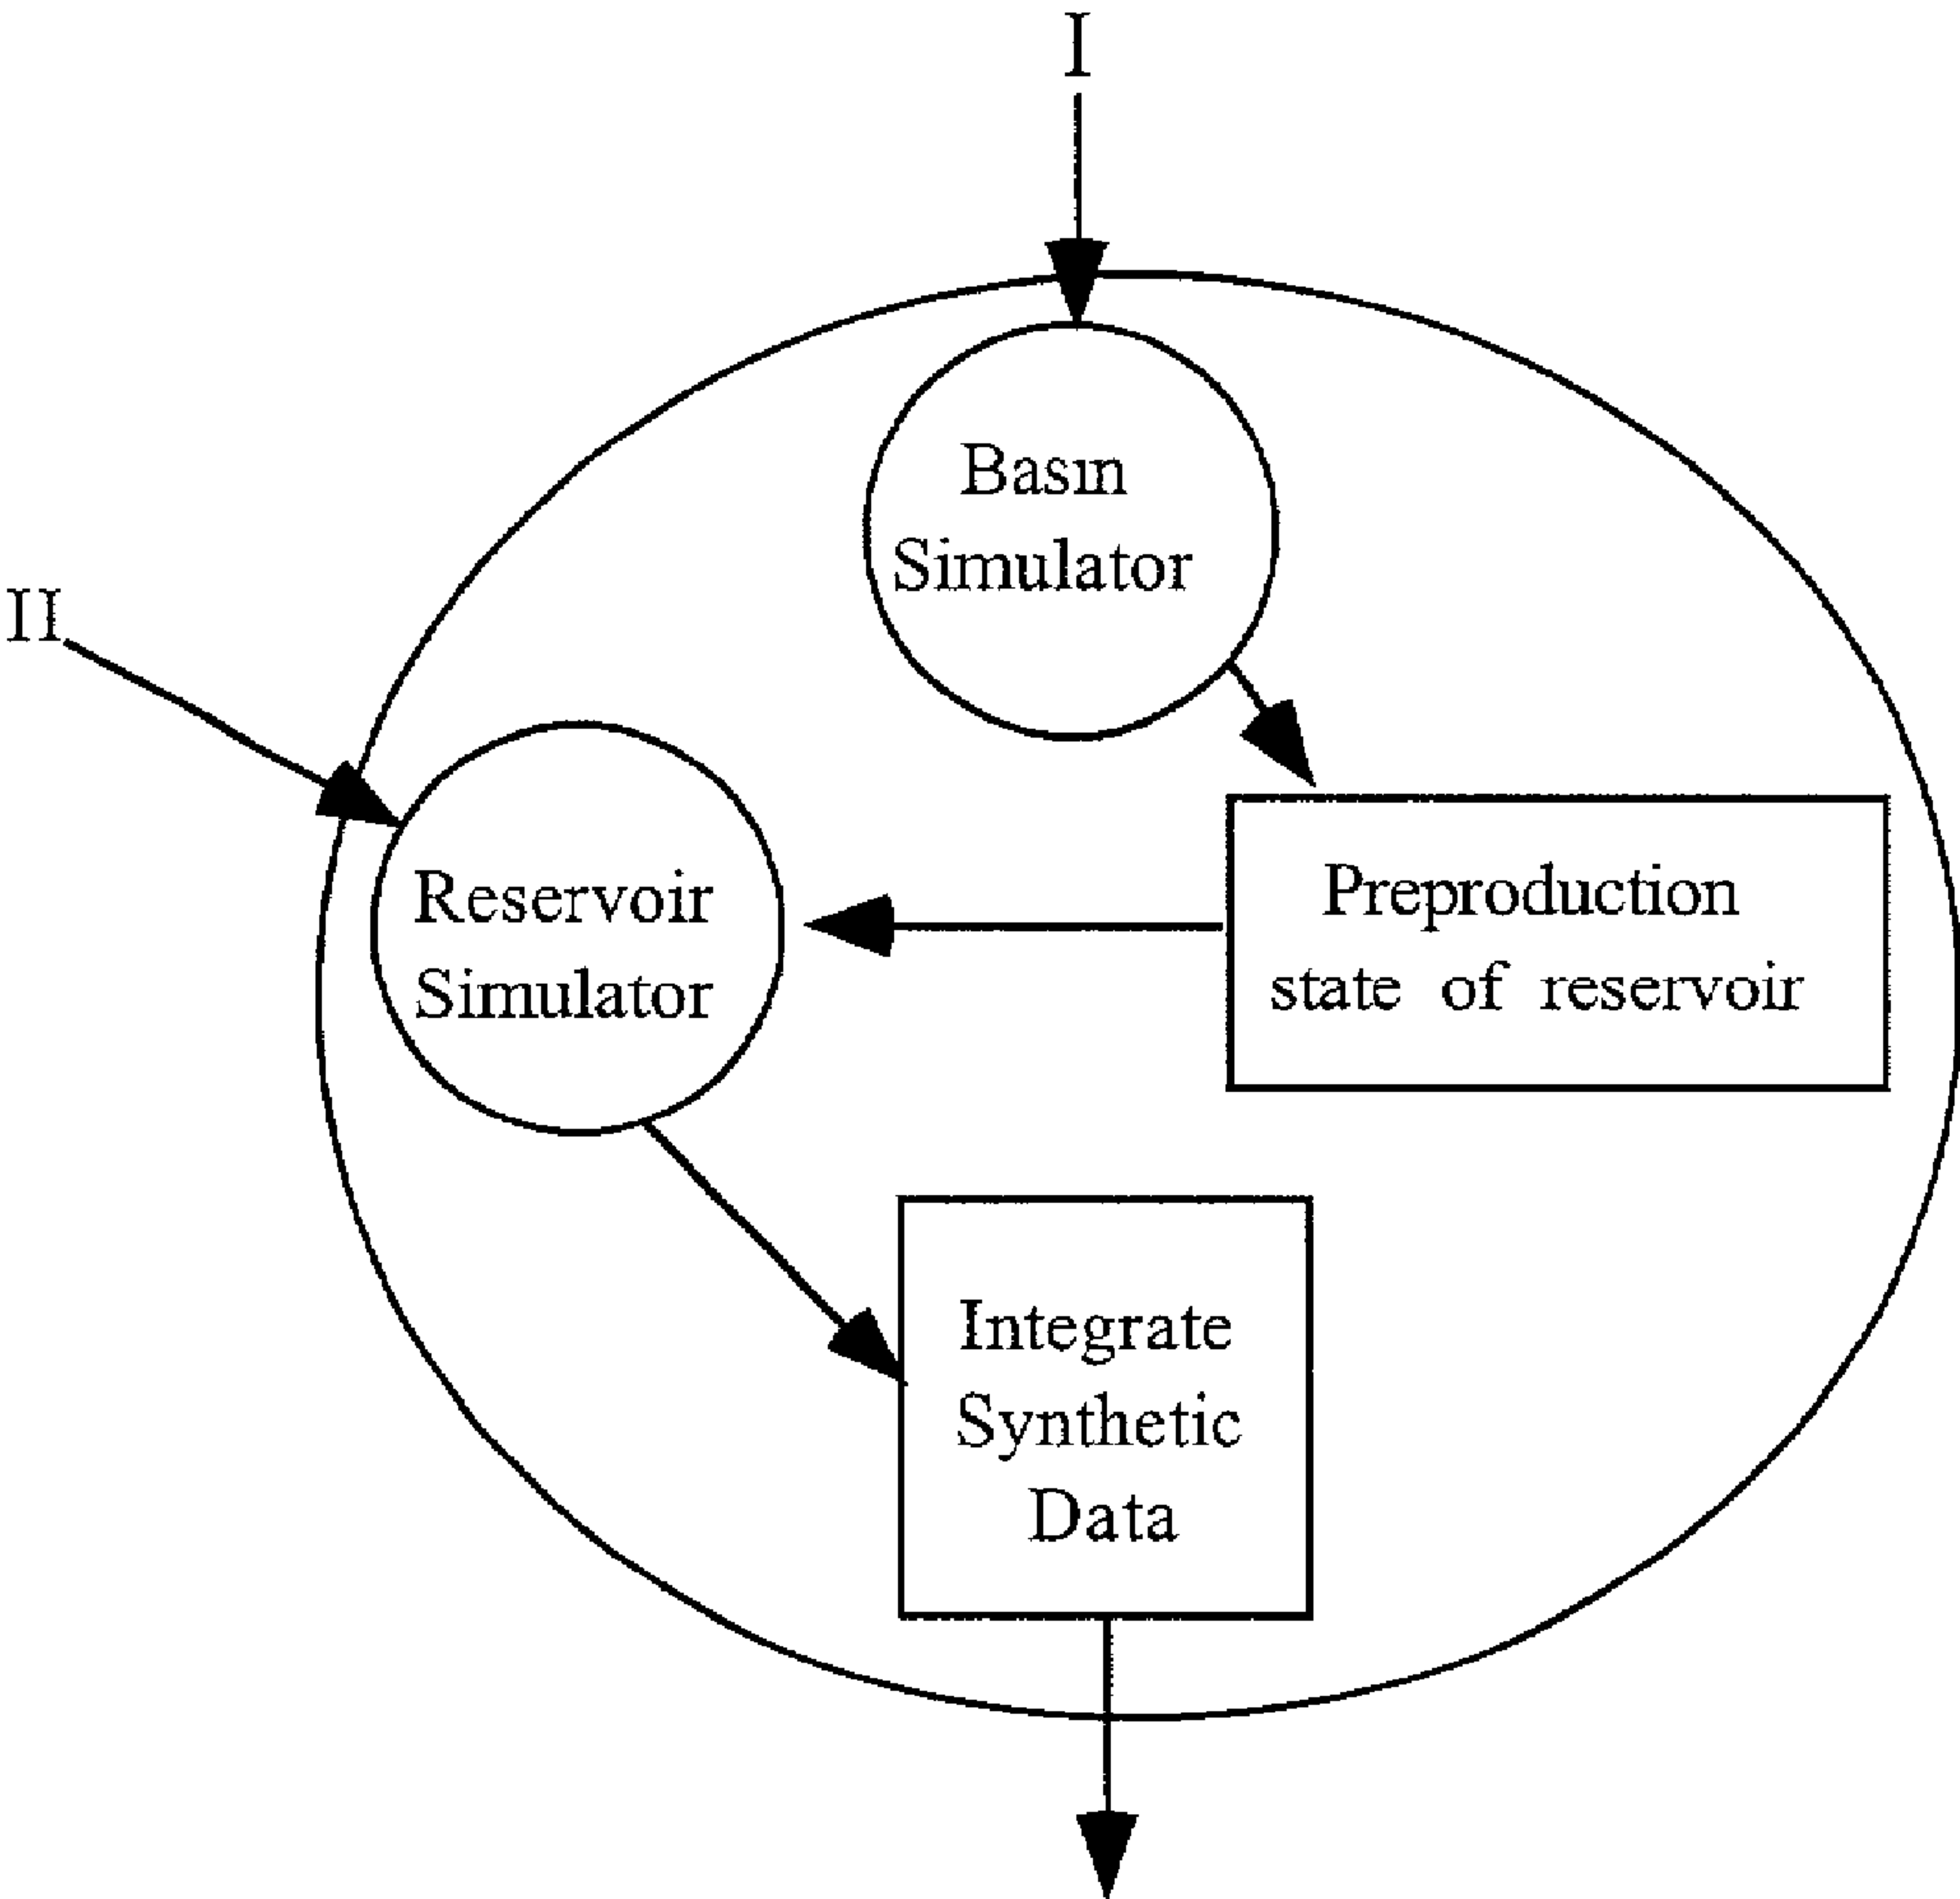 I
Basin
Simulator
II
Preproduction
state of reservoir
Reservoir
Simulator
Integrate
Synthetic
Data